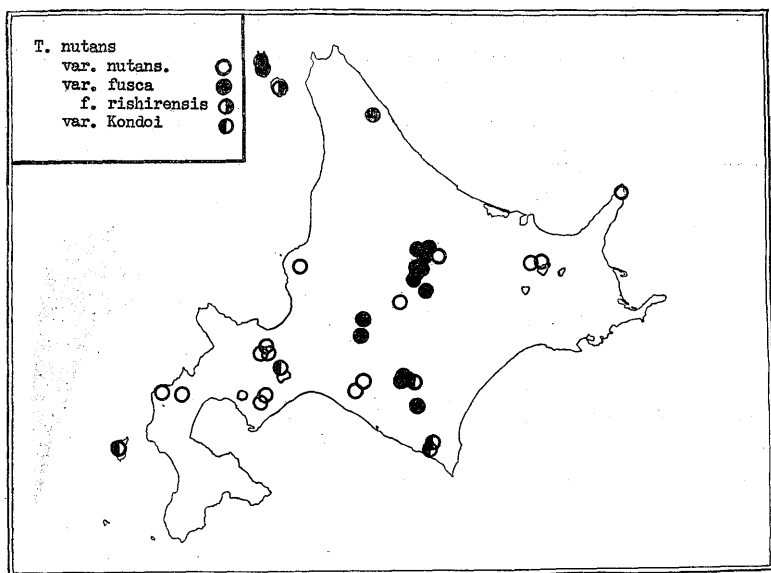 T. nutans
var. nutans.
var. fusca
f. rishirensis
var. Kondoi